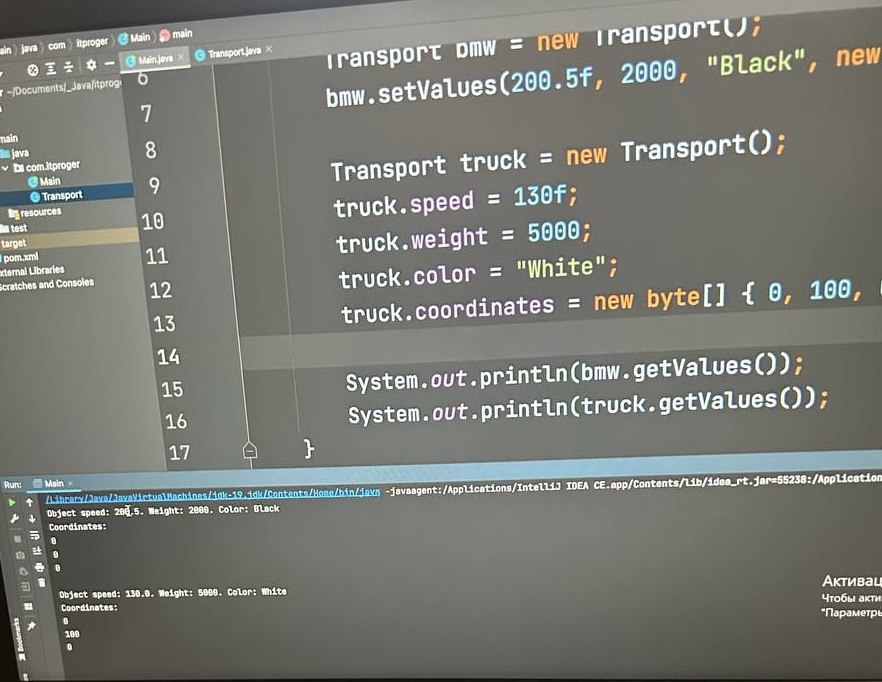 ain java com itproger Main main
Main.java Transport.java
~/Documents/_Java/itprog
main
java
com.itproger
Main
Transport
resources
test
target
pom.xml
xternal Libraries
Scratches and Consoles
6 Transport bmw = new Transport();
7 bmw.setValues(200.5f, 2000, "Black", new
8
9 Transport truck = new Transport();
10 truck.speed = 130f;
11 truck.weight = 5000;
12 truck.color = "White";
13 truck.coordinates = new byte[] { 0, 100,
14
15 System.out.println(bmw.getValues());
16 System.out.println(truck.getValues());
17 }
Run: Main
/Library/Java/JavaVirtualMachines/jdk-19.jdk/Contents/Home/bin/java -javaagent:/Applications/IntelliJ IDEA CE.app/Contents/lib/idea_rt.jar=55238:/Application
Object speed: 200.5. Weight: 2000. Color: Black
Coordinates:
0
0
0
Object speed: 130.0. Weight: 5000. Color: White
Coordinates:
0
100
0
Bookmarks
Активац
Чтобы акти
"Параметры